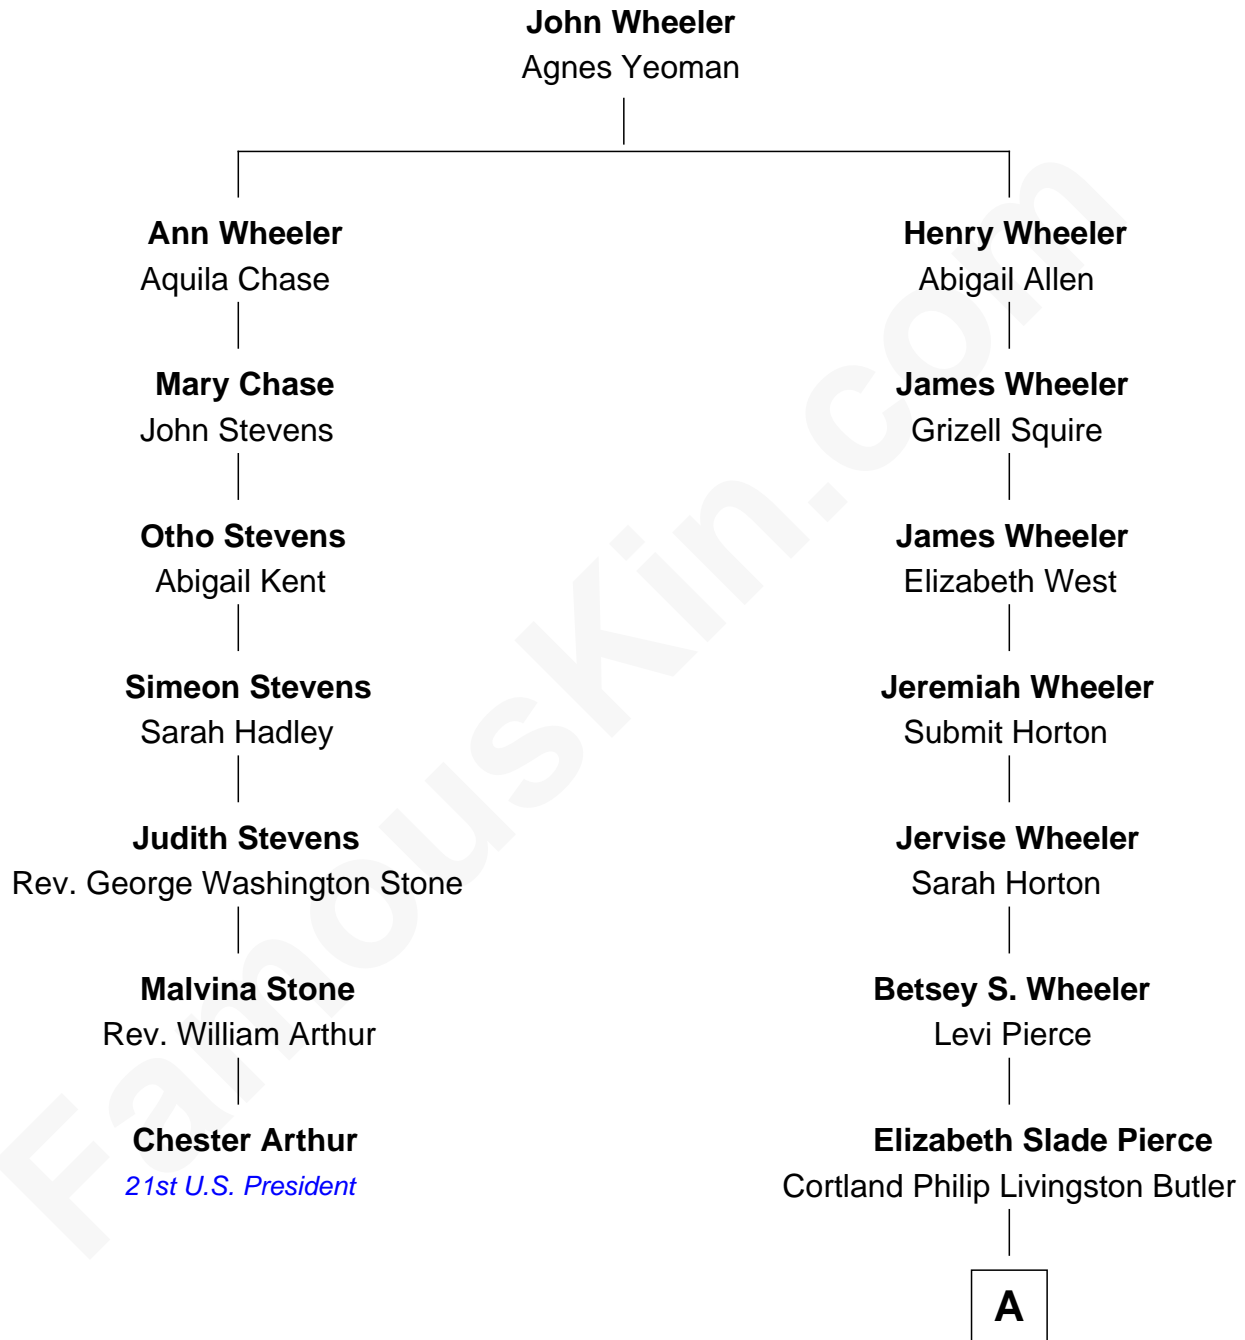 John Wheeler
Agnes Yeoman
Ann Wheeler
Aquila Chase
Henry Wheeler
Abigail Allen
Mary Chase
John Stevens
James Wheeler
Grizell Squire
Otho Stevens
Abigail Kent
James Wheeler
Elizabeth West
Simeon Stevens
Sarah Hadley
Jeremiah Wheeler
Submit Horton
Judith Stevens
Rev. George Washington Stone
Jervise Wheeler
Sarah Horton
Malvina Stone
Rev. William Arthur
Betsey S. Wheeler
Levi Pierce
Chester Arthur
21st U.S. President
Elizabeth Slade Pierce
Cortland Philip Livingston Butler
A
FamousKin.com